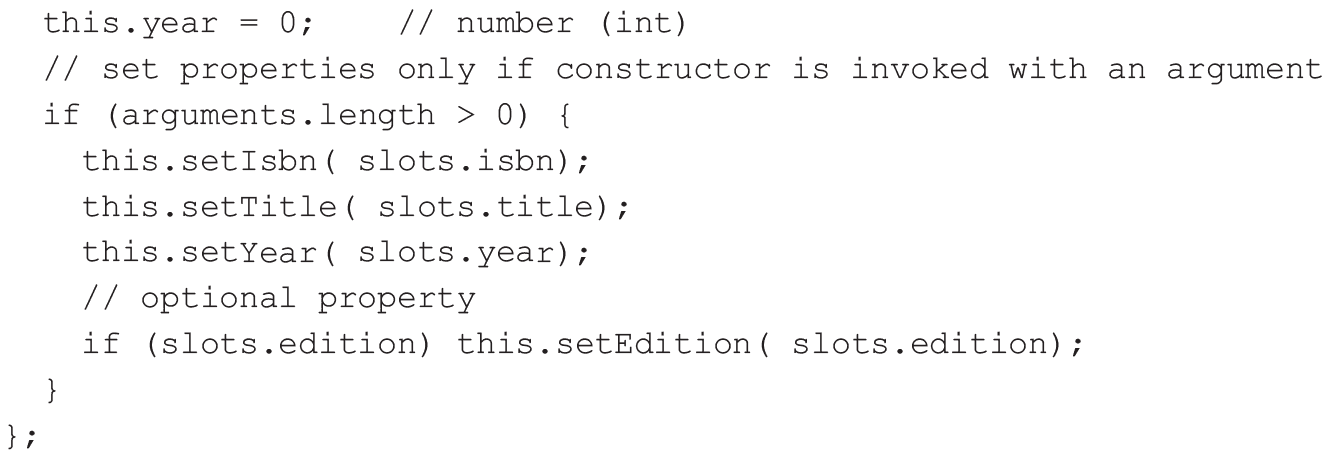 this.year = 0;    // number (int)
// set properties only if constructor is invoked with an argument
if (arguments.length > 0) {
this.setIsbn( slots.isbn);
this.setTitle( slots.title);
this.setYear( slots.year);
// optional property
if (slots.edition) this.setEdition( slots.edition);
}
};